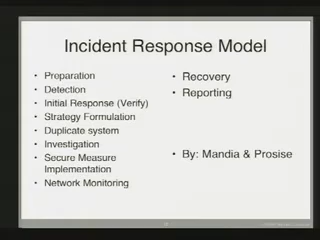 Incident Response Model
• Preparation
• Detection
• Initial Response (Verify)
• Strategy Formulation
• Duplicate system
• Investigation
• Secure Measure
Implementation
• Network Monitoring
• Recovery
• Reporting
• By: Mandia & Prosise